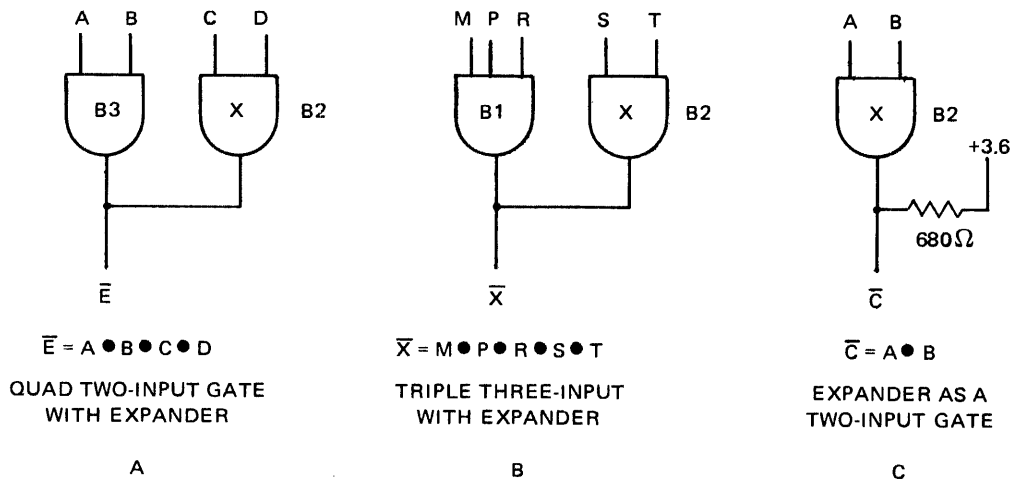 A B C D
B3 X B2
E̅
E̅ = A ● B ● C ● D
QUAD TWO-INPUT GATE
WITH EXPANDER
A
M P R S T
B1 X B2
X̅
X̅ = M ● P ● R ● S ● T
TRIPLE THREE-INPUT
WITH EXPANDER
B
A B
X B2
+3.6
680Ω
C̅
C̅ = A ● B
EXPANDER AS A
TWO-INPUT GATE
C